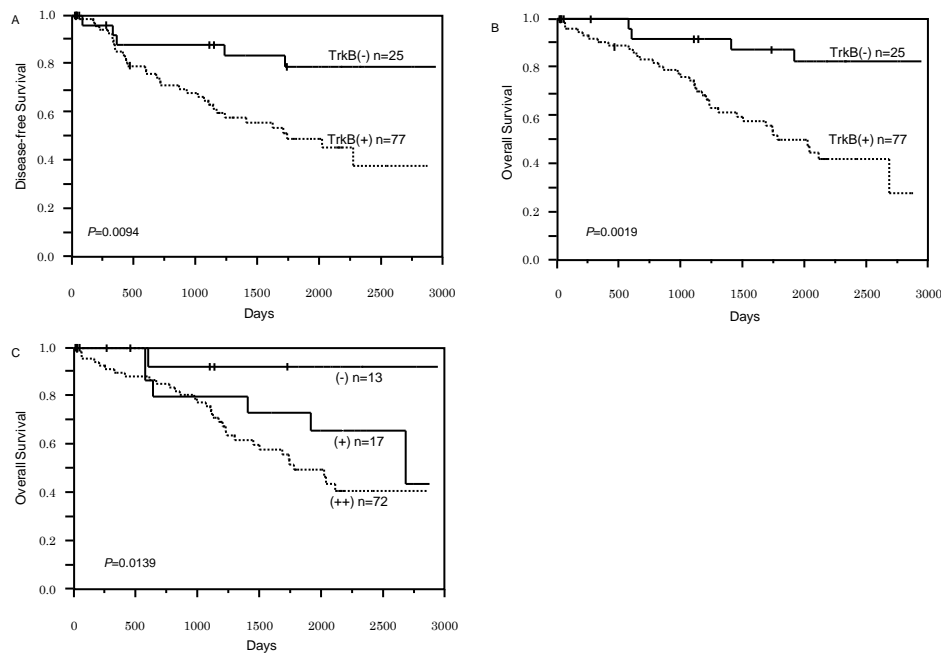 A
Disease-free Survival
1.0
0.8
0.6
0.4
0.2
0.0
TrkB(-) n=25
TrkB(+) n=77
P=0.0094
0 500 1000 1500 2000 2500 3000
Days
B
Overall Survival
1.0
0.8
0.6
0.4
0.2
0.0
TrkB(-) n=25
TrkB(+) n=77
P=0.0019
0 500 1000 1500 2000 2500 3000
Days
C
Overall Survival
1.0
0.8
0.6
0.4
0.2
0.0
(-) n=13
(+) n=17
(++) n=72
P=0.0139
0 500 1000 1500 2000 2500 3000
Days